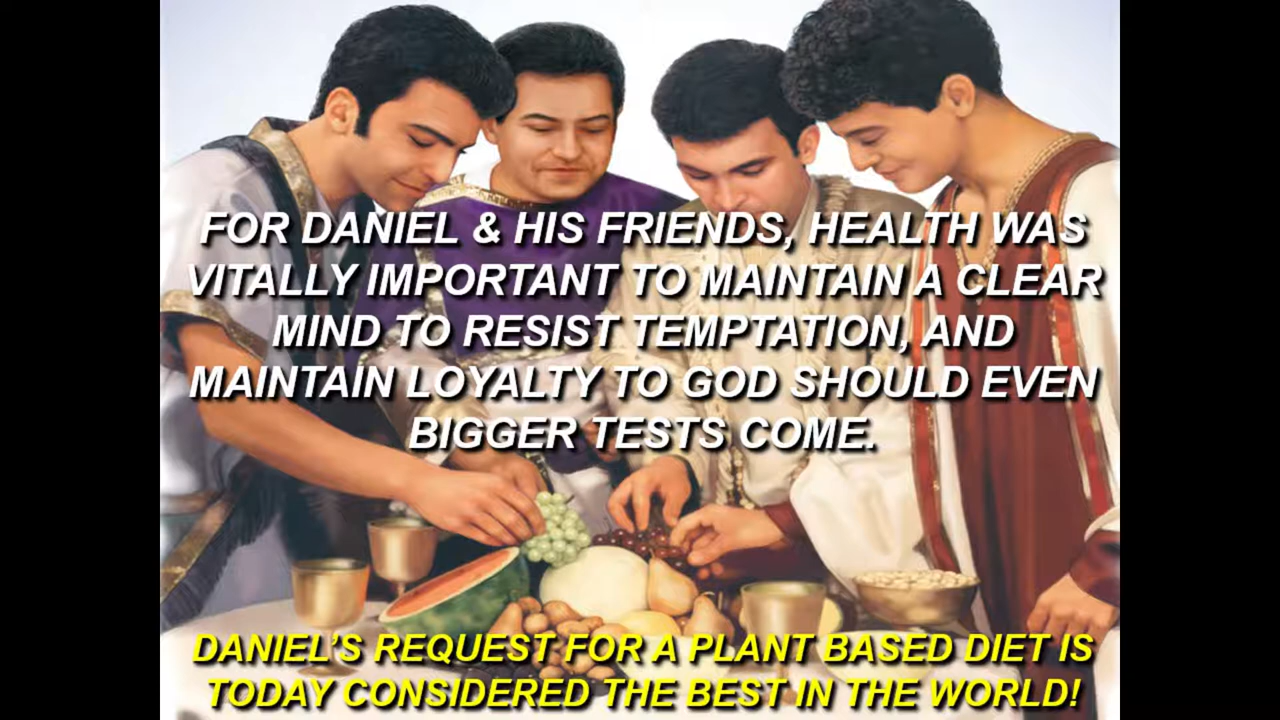 FOR DANIEL & HIS FRIENDS, HEALTH WAS
VITALLY IMPORTANT TO MAINTAIN A CLEAR
MIND TO RESIST TEMPTATION, AND
MAINTAIN LOYALTY TO GOD SHOULD EVEN
BIGGER TESTS COME.
DANIEL'S REQUEST FOR A PLANT BASED DIET IS
TODAY CONSIDERED THE BEST IN THE WORLD!